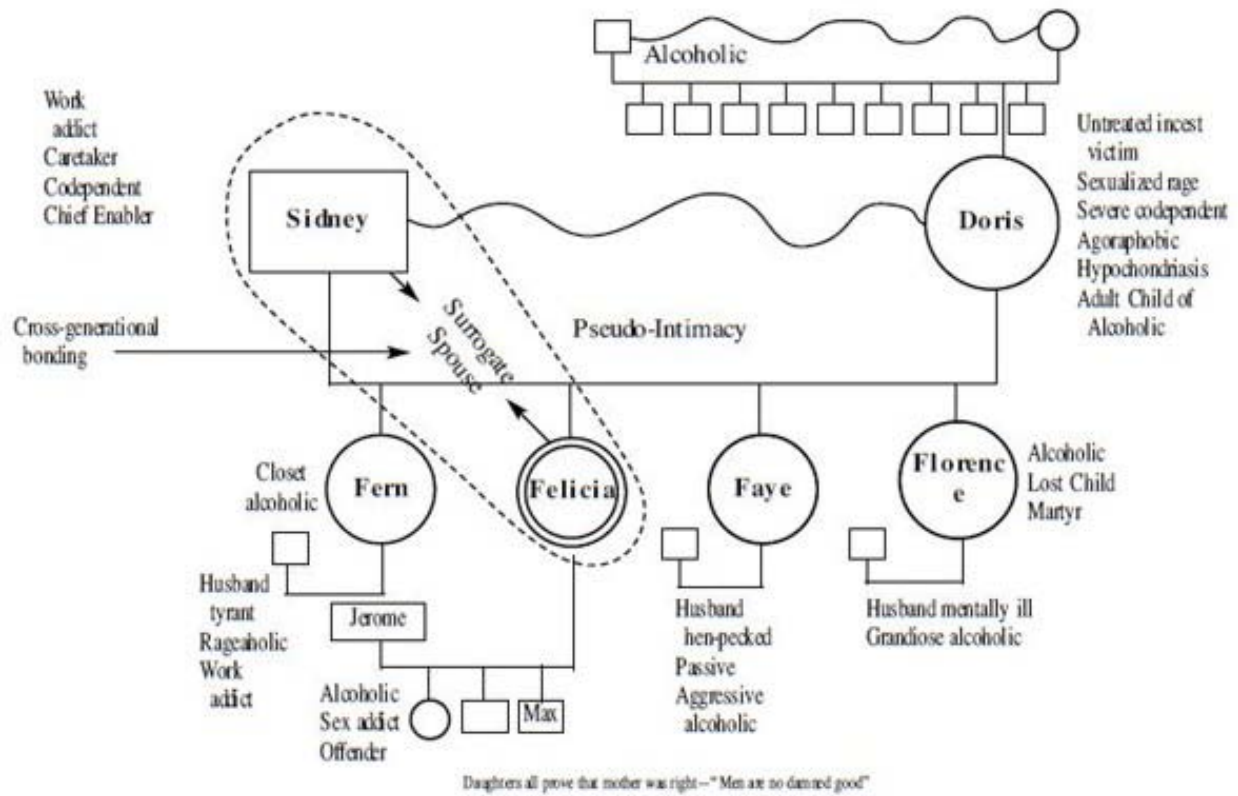 Alcoholic
Work
addict
Caretaker
Codependent
Chief Enabler
Sidney
Doris
Untreated incest
victim
Sexualized rage
Severe codependent
Agoraphobic
Hypochondriasis
Adult Child of
Alcoholic
Cross-generational
bonding
Surrogate
Spouse
Pseudo-Intimacy
Closet
alcoholic
Fern
Felicia
Faye
Florenc
e
Alcoholic
Lost Child
Martyr
Husband
tyrant
Rageaholic
Work
addict
Jerome
Alcoholic
Sex addict
Offender
Max
Husband
hen-pecked
Passive
Aggressive
alcoholic
Husband mentally ill
Grandiose alcoholic
Daughters all prove that mother was right—"Men are no damned good"